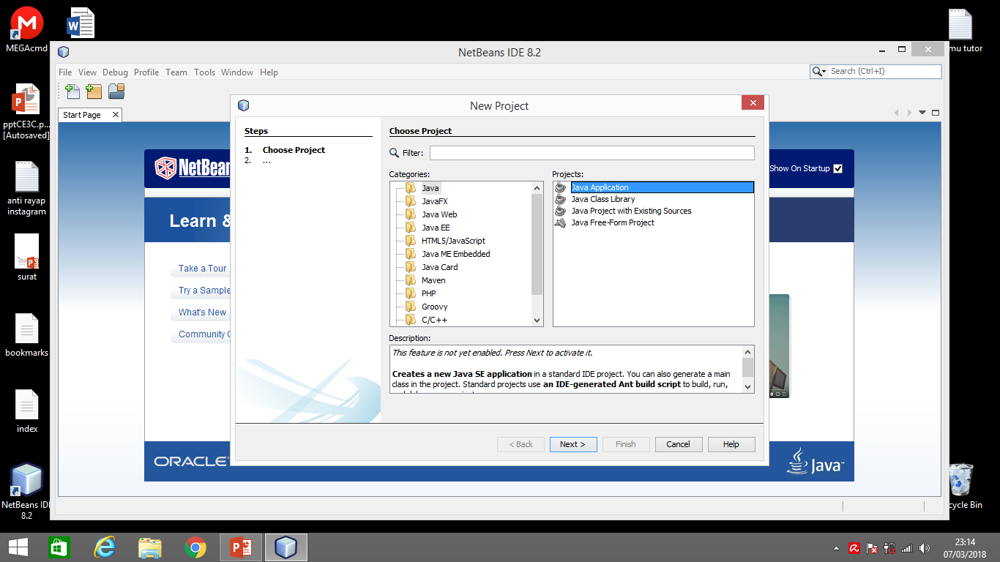 MEGAcmd
pptCE3C.p...
[Autosaved]
anti rayap
instagram
surat
bookmarks
index
NetBeans ID
8.2
mu tutor
cycle Bin
NetBeans IDE 8.2
File View Debug Profile Team Tools Window Help
Search (Ctrl+I)
Start Page
NetBean
Show On Startup
Learn &
Take a Tour
Try a Sample
What's New
Community
ORACLE
Java
New Project
Steps
1. Choose Project
2. ...
Choose Project
Filter:
Categories:
Java
JavaFX
Java Web
Java EE
HTML5/JavaScript
Java ME Embedded
Java Card
Maven
PHP
Groovy
C/C++
Projects:
Java Application
Java Class Library
Java Project with Existing Sources
Java Free-Form Project
Description:
This feature is not yet enabled. Press Next to activate it.
Creates a new Java SE application in a standard IDE project. You can also generate a main
class in the project. Standard projects use an IDE-generated Ant build script to build, run,
< Back
Next >
Finish
Cancel
Help
23:14
07/03/2018